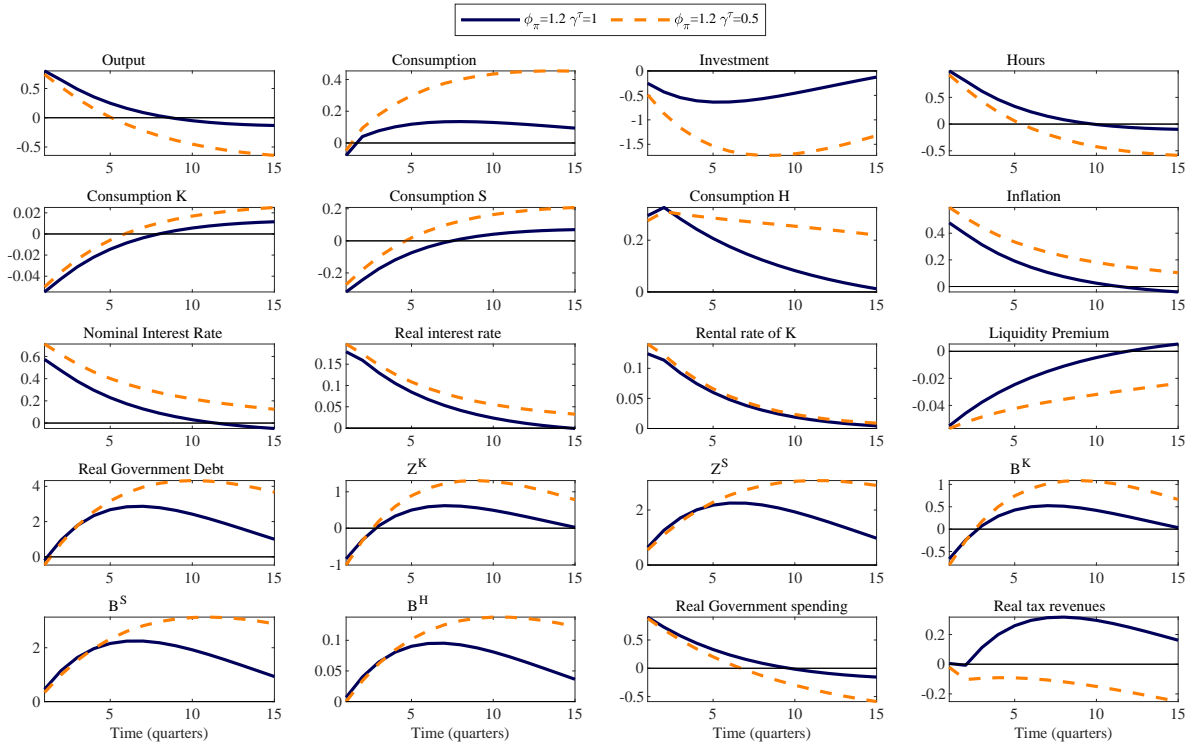 ϕπ=1.2 γτ=1 ϕπ=1.2 γτ=0.5
Output
Consumption
Investment
Hours
0.5
0
-0.5
5 10 15
0.4
0.2
0
5 10 15
0
-0.5
-1
-1.5
5 10 15
0.5
0
-0.5
5 10 15
Consumption K
Consumption S
Consumption H
Inflation
0.02
0
-0.02
-0.04
5 10 15
0.2
0
-0.2
5 10 15
0.2
0
5 10 15
0.4
0.2
0
5 10 15
Nominal Interest Rate
Real interest rate
Rental rate of K
Liquidity Premium
0.6
0.4
0.2
0
5 10 15
0.15
0.1
0.05
0
5 10 15
0.1
0.05
0
5 10 15
0
-0.02
-0.04
5 10 15
Real Government Debt
ZK
ZS
BK
4
2
0
5 10 15
1
0
-1
5 10 15
2
0
5 10 15
1
0.5
0
-0.5
5 10 15
BS
BH
Real Government spending
Real tax revenues
2
0
5 10 15
0.1
0.05
0
5 10 15
0.5
0
-0.5
5 10 15
0.2
0
-0.2
5 10 15
Time (quarters)
Time (quarters)
Time (quarters)
Time (quarters)